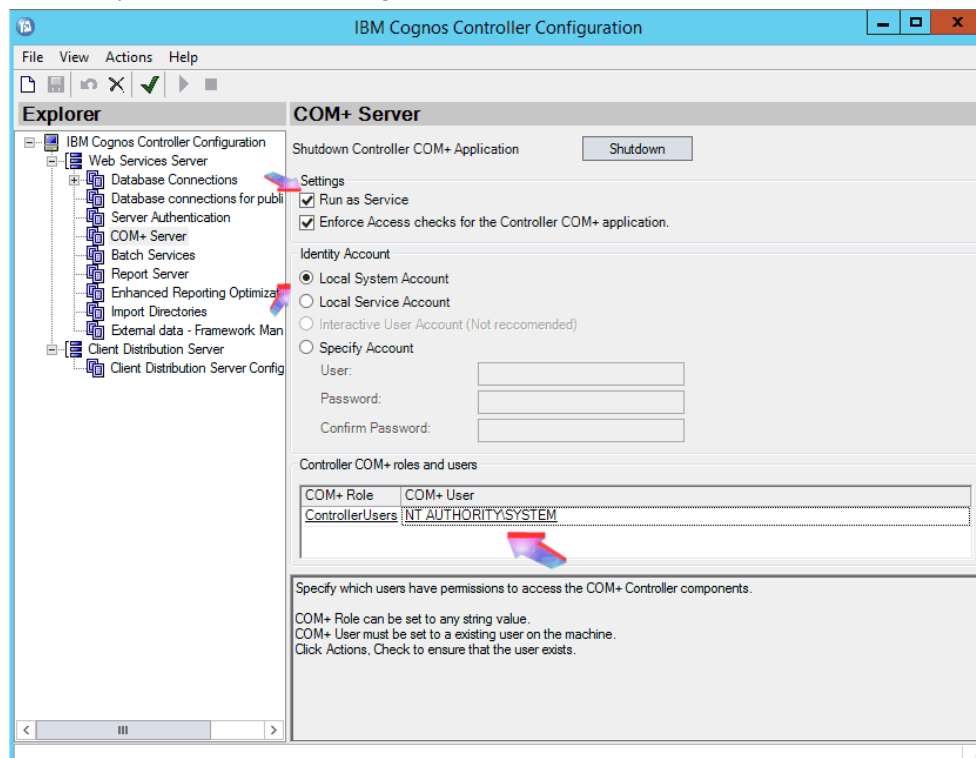 IBM Cognos Controller Configuration
File View Actions Help
Explorer
IBM Cognos Controller Configuration
Web Services Server
Database Connections
Database connections for publi
Server Authentication
COM+ Server
Batch Services
Report Server
Enhanced Reporting Optimizat
Import Directories
External data - Framework Man
Client Distribution Server
Client Distribution Server Config
COM+ Server
Shutdown Controller COM+ Application Shutdown
Settings
Run as Service
Enforce Access checks for the Controller COM+ application.
Identity Account
Local System Account
Local Service Account
Interactive User Account (Not reccomended)
Specify Account
User:
Password:
Confirm Password:
Controller COM+ roles and users
COM+ Role COM+ User
ControllerUsers NT AUTHORITY\SYSTEM
Specify which users have permissions to access the COM+ Controller components.
COM+ Role can be set to any string value.
COM+ User must be set to a existing user on the machine.
Click Actions, Check to ensure that the user exists.